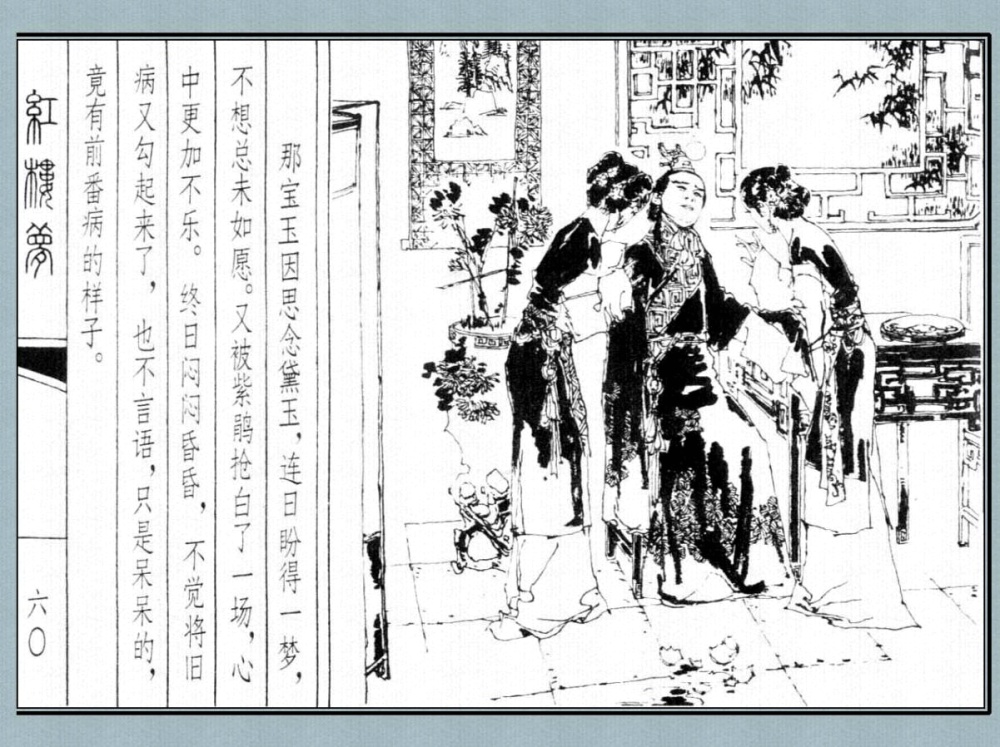 那宝玉因思念黛玉，连日盼得一梦，
不想总未如愿。又被紫鹃抢白了一场，心
中更加不乐。终日闷闷昏昏，不觉将旧
病又勾起来了，也不言语，只是呆呆的，
竟有前番病的样子。
紅樓夢
六〇